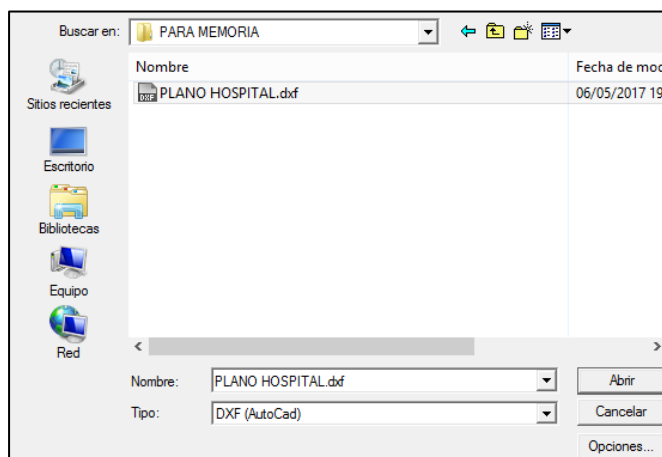 Buscar en: PARA MEMORIA
Nombre Fecha de moc
PLANO HOSPITAL.dxf 06/05/2017 19
Sitios recientes
Escritorio
Bibliotecas
Equipo
Red
Nombre: PLANO HOSPITAL.dxf Abrir
Tipo: DXF (AutoCad) Cancelar
Opciones...